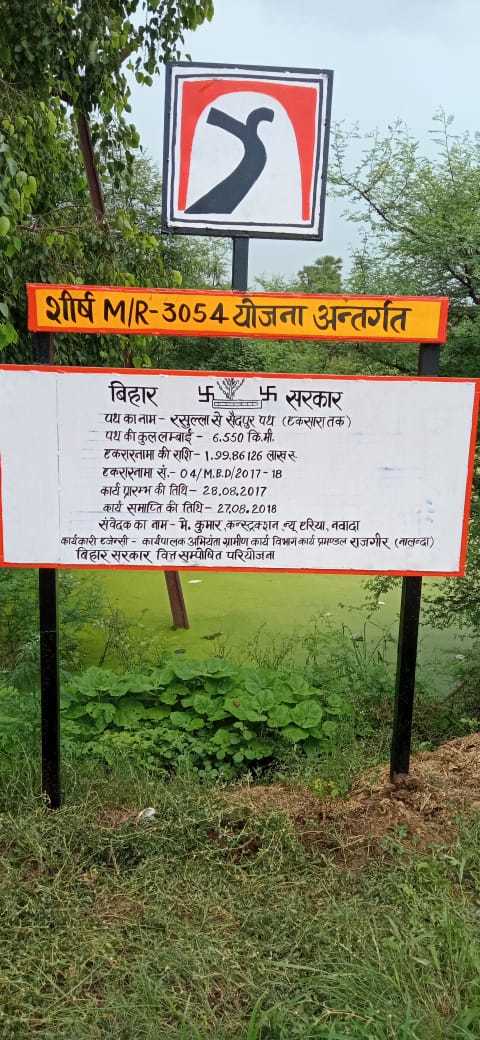 शीर्ष M/R-3054 योजना अन्तर्गत
बिहार सरकार
पथ का नाम - रसुल्ला से सैदपुर पथ (टकसारा तक)
पथ की कुल लम्बाई - 6.550 कि.मी.
एकरारनामा की राशि - 1.99.86126 लाख रू
एकरारनामा सं. - 04/M.B.D/2017-18
कार्य प्रारम्भ की तिथि - 28.08.2017
कार्य समाप्ति की तिथि - 27.08.2018
संवेदक का नाम - मे. कुमार कन्स्ट्रक्शन न्यू एरिया, नवादा
कार्यकारी एजेन्सी - कार्यपालक अभियंता ग्रामीण कार्य विभाग कार्य प्रमण्डल राजगीर (नालन्दा)
बिहार सरकार वित्त सम्पोषित परियोजना